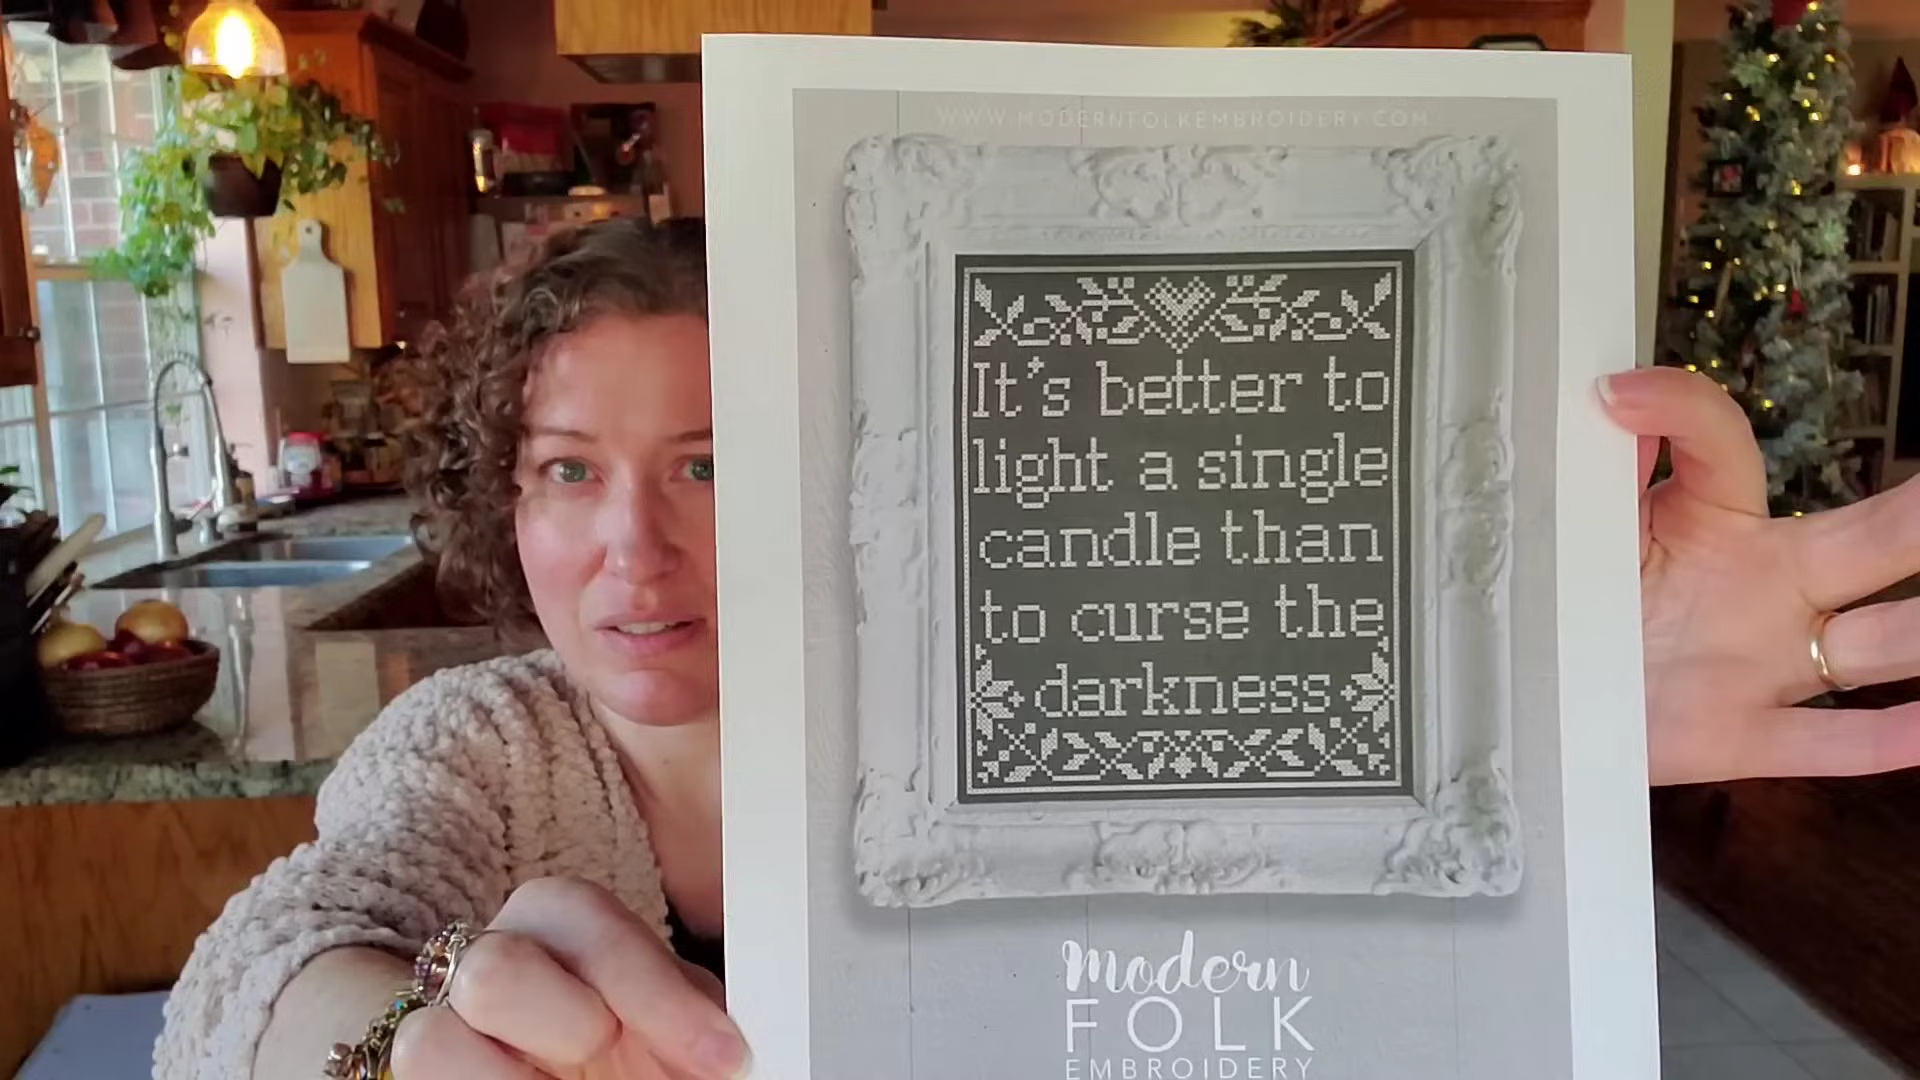 WWW.MODERNFOLKEMBROIDERY.COM
It's better to
light a single
candle than
to curse the
darkness
modern
FOLK
EMBROIDERY